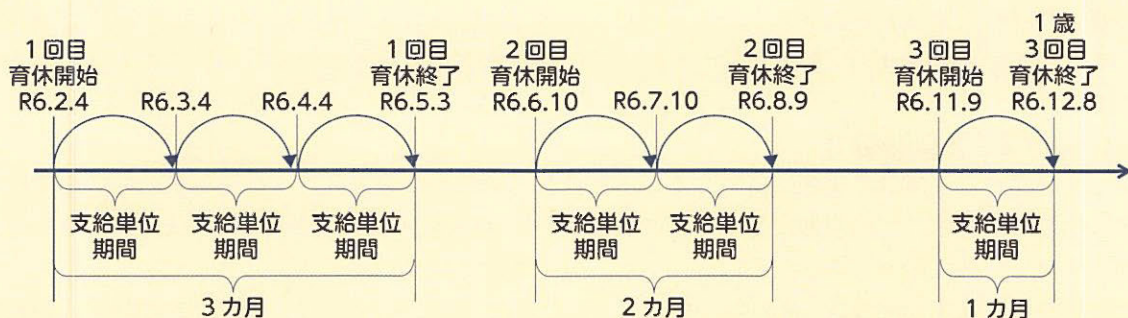 1回目
育休開始
R6.2.4
R6.3.4
R6.4.4
1回目
育休終了
R6.5.3
2回目
育休開始
R6.6.10
R6.7.10
2回目
育休終了
R6.8.9
3回目
育休開始
R6.11.9
1歳
3回目
育休終了
R6.12.8
支給単位
期間
支給単位
期間
支給単位
期間
支給単位
期間
支給単位
期間
支給単位
期間
3カ月
2カ月
1カ月